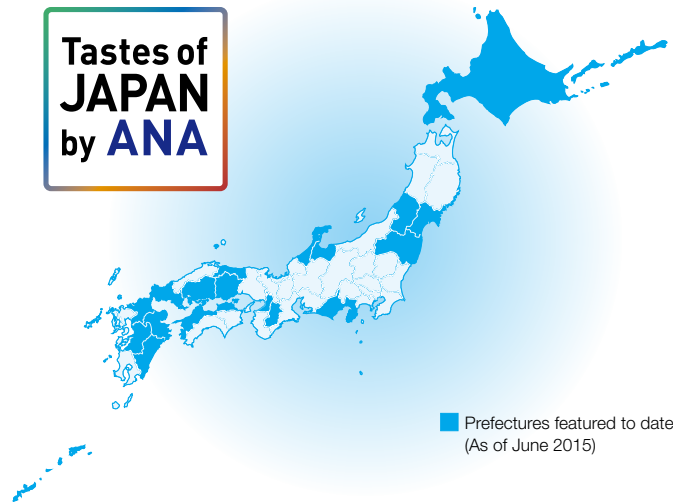 Tastes of
JAPAN
by ANA
Prefectures featured to date
(As of June 2015)